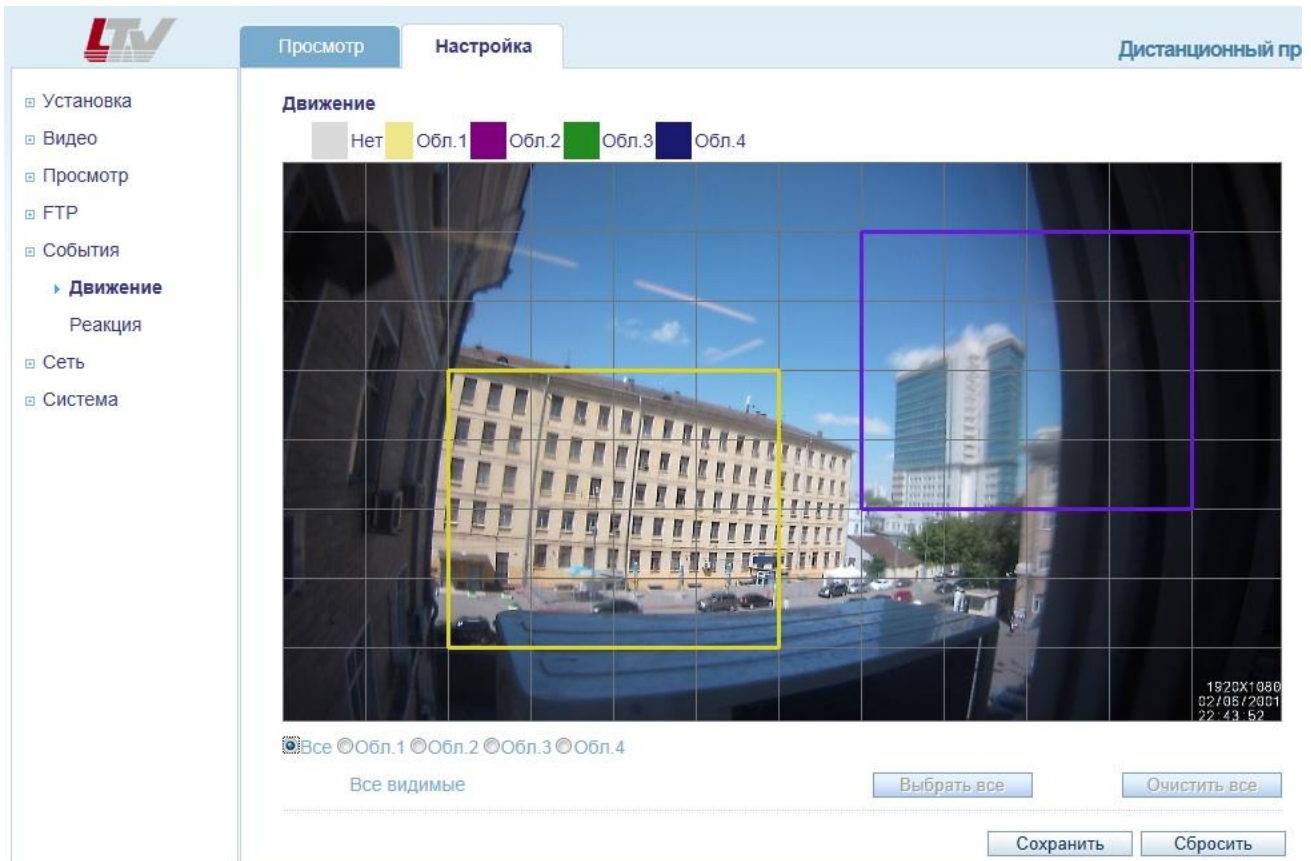 LTV
Просмотр
Настройка
Дистанционный пр
Установка
Видео
Просмотр
FTP
События
Движение
Реакция
Сеть
Система
Движение
Нет Обл.1 Обл.2 Обл.3 Обл.4
1920X1080
02/06/2001
22:43:52
Все Обл.1 Обл.2 Обл.3 Обл.4
Все видимые
Выбрать все
Очистить все
Сохранить
Сбросить